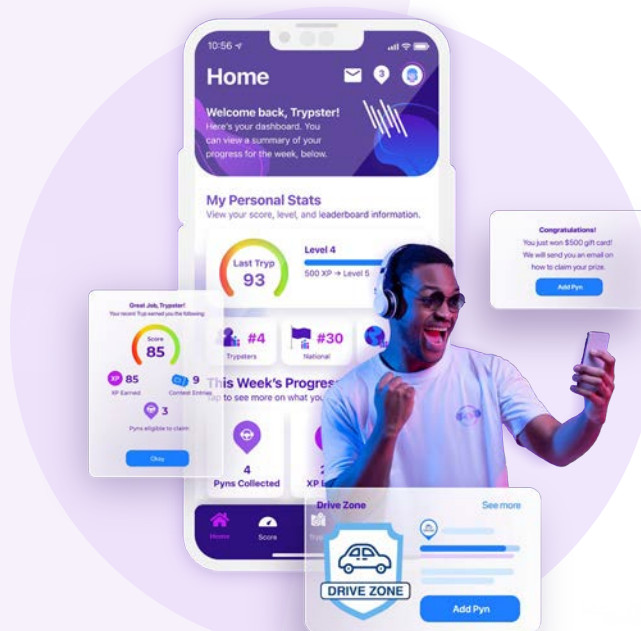 10:56
Home
3
Welcome back, Trypster!
Here's your dashboard. You
can view a summary of your
progress for the week, below.
My Personal Stats
View your score, level, and leaderboard information.
Last Tryp
93
Level 4
500 XP → Level 5
#4
Trypsters
#30
National
This Week's Progress
Tap to see more on what you
4
Pyns Collected
XP
Home
Score
Congratulations!
You just won $500 gift card!
We will send you an email on
how to claim your prize.
Add Pyn
Great Job, Trypster!
Your recent Tryp earned you the following
Score
85
XP 85
XP Earned
9
Contest Entries
3
Pyns eligible to claim
Okay
Drive Zone
See more
DRIVE ZONE
Add Pyn